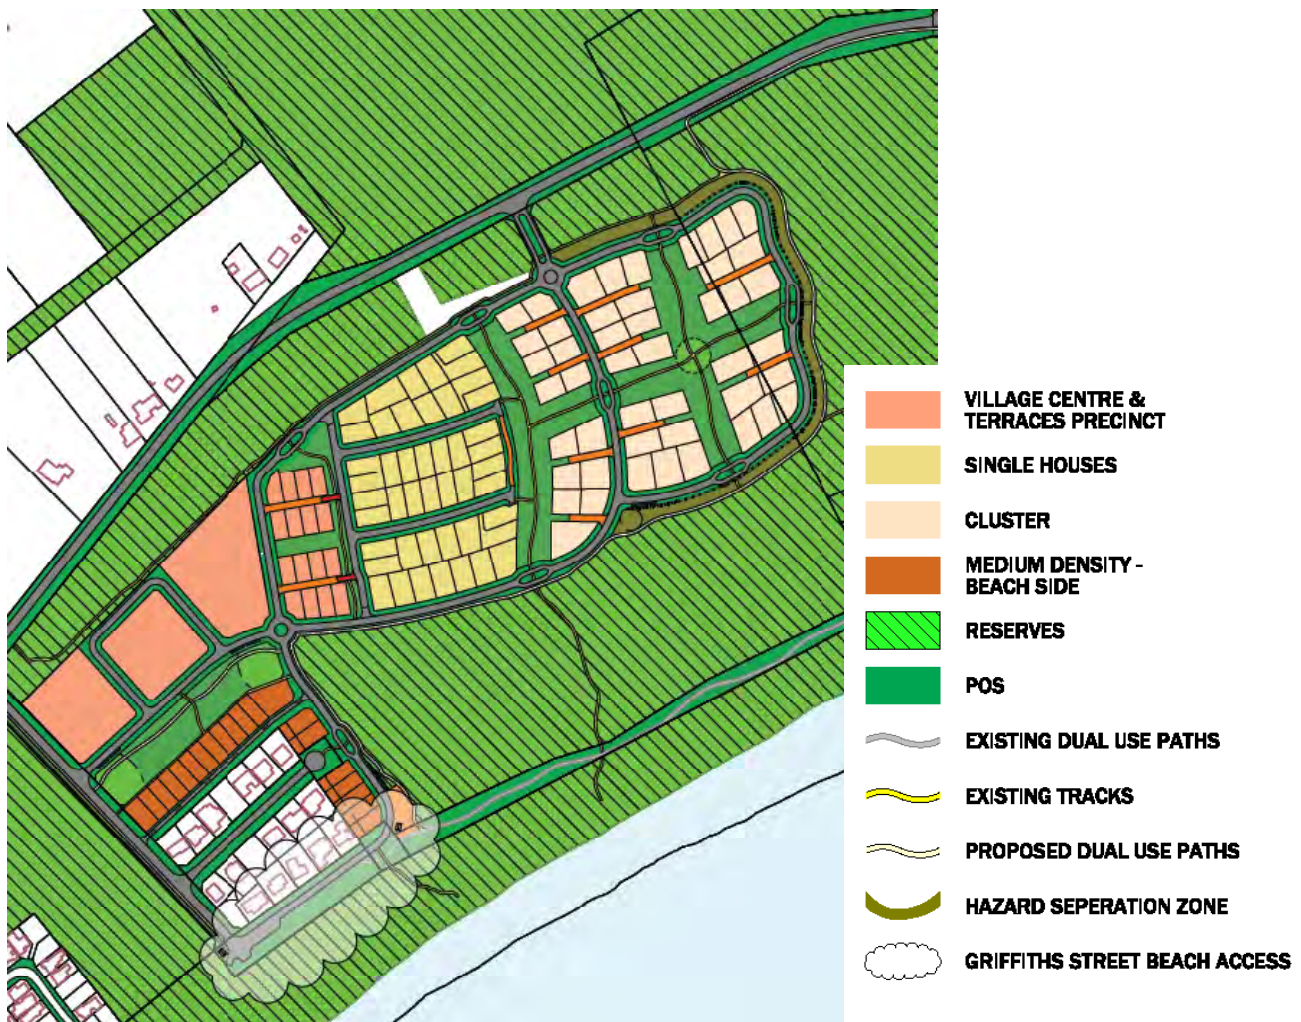 VILLAGE CENTRE &
TERRACES PRECINCT
SINGLE HOUSES
CLUSTER
MEDIUM DENSITY -
BEACH SIDE
RESERVES
POS
EXISTING DUAL USE PATHS
EXISTING TRACKS
PROPOSED DUAL USE PATHS
HAZARD SEPERATION ZONE
GRIFFITHS STREET BEACH ACCESS